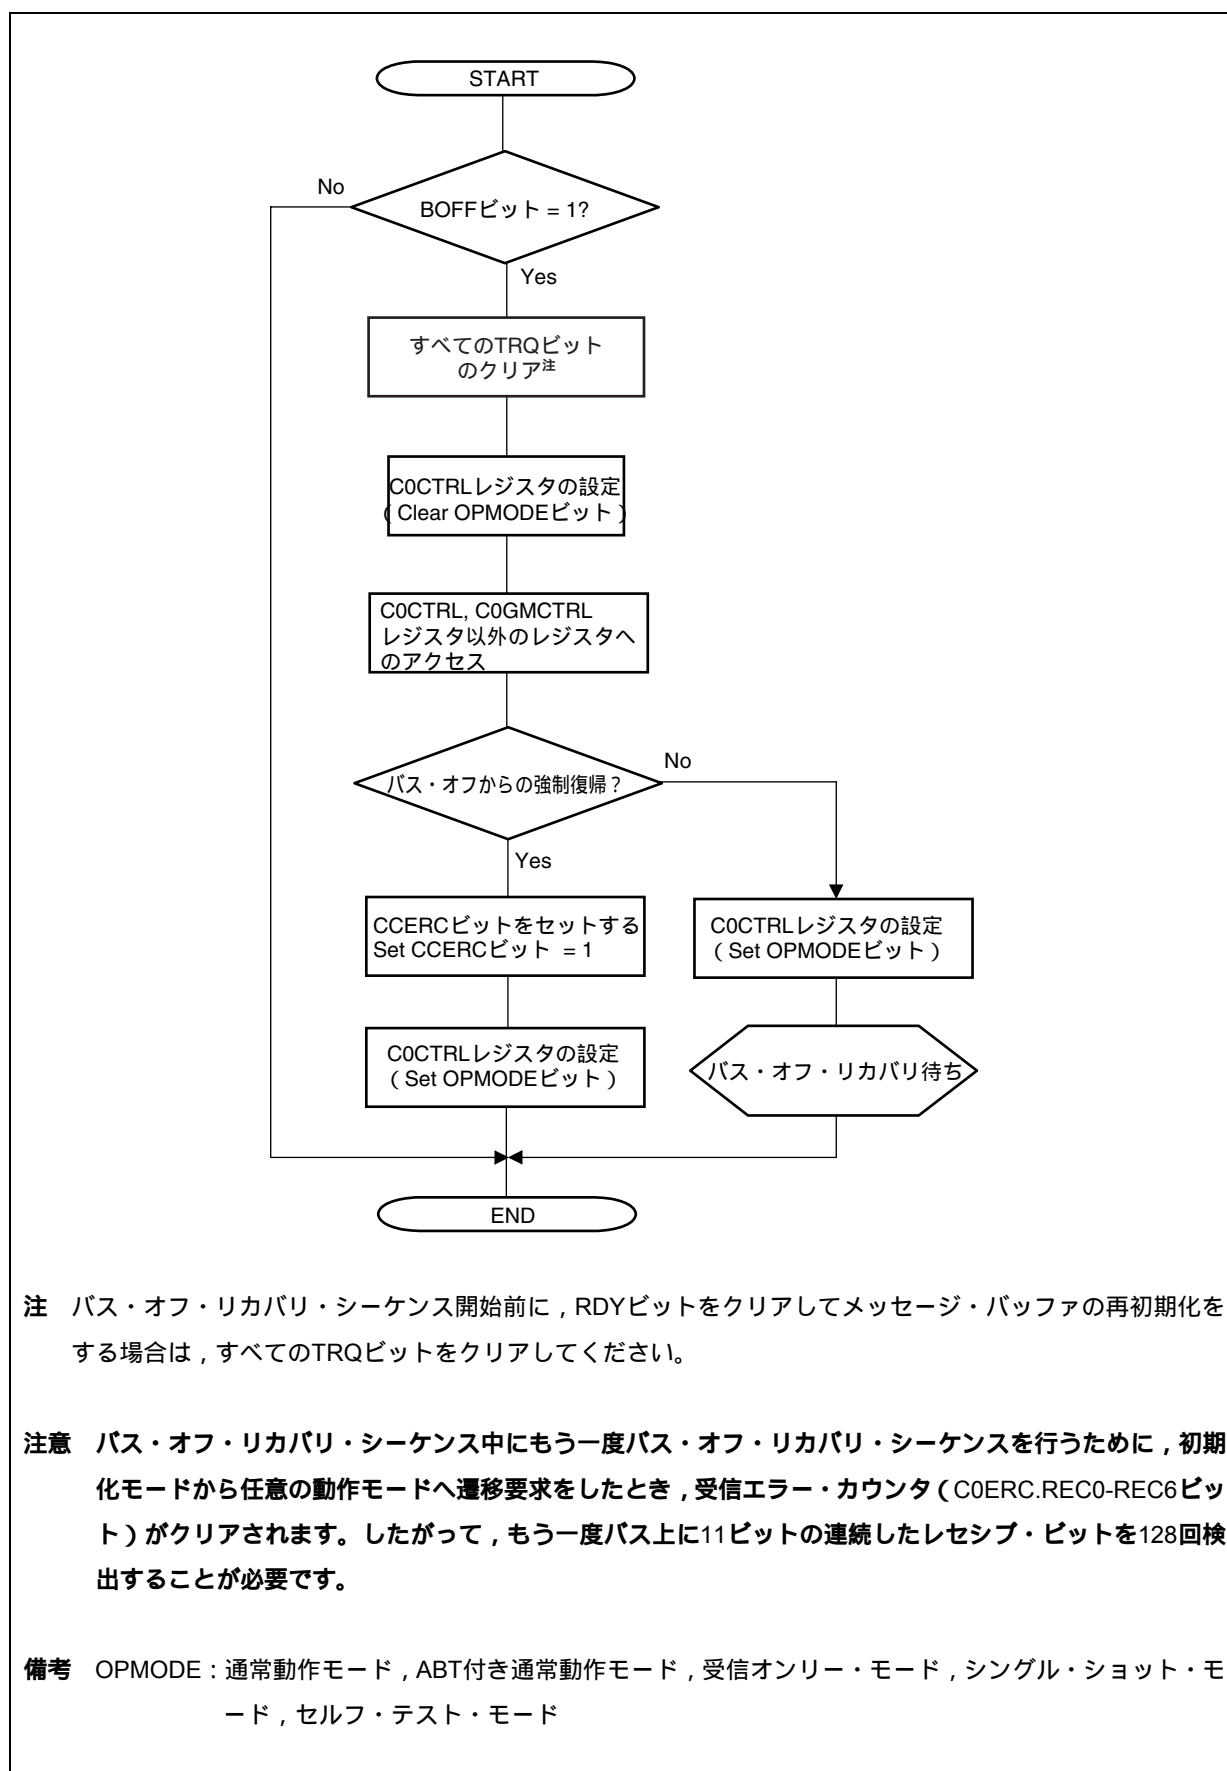 START
No
BOFFビット = 1?
Yes
すべてのTRQビット
のクリア注
C0CTRLレジスタの設定
（Clear OPMODEビット）
C0CTRL, C0GMCTRL
レジスタ以外のレジスタへ
のアクセス
バス・オフからの強制復帰？
No
Yes
CCERCビットをセットする
Set CCERCビット = 1
C0CTRLレジスタの設定
（Set OPMODEビット）
C0CTRLレジスタの設定
（Set OPMODEビット）
バス・オフ・リカバリ待ち
END
注 バス・オフ・リカバリ・シーケンス開始前に，RDYビットをクリアしてメッセージ・バッファの再初期化を
する場合は，すべてのTRQビットをクリアしてください。
注意 バス・オフ・リカバリ・シーケンス中にもう一度バス・オフ・リカバリ・シーケンスを行うために，初期
化モードから任意の動作モードへ遷移要求をしたとき，受信エラー・カウンタ（C0ERC.REC0-REC6ビッ
ト）がクリアされます。したがって，もう一度バス上に11ビットの連続したレセシブ・ビットを128回検
出することが必要です。
備考 OPMODE：通常動作モード，ABT付き通常動作モード，受信オンリー・モード，シングル・ショット・モ
ード，セルフ・テスト・モード